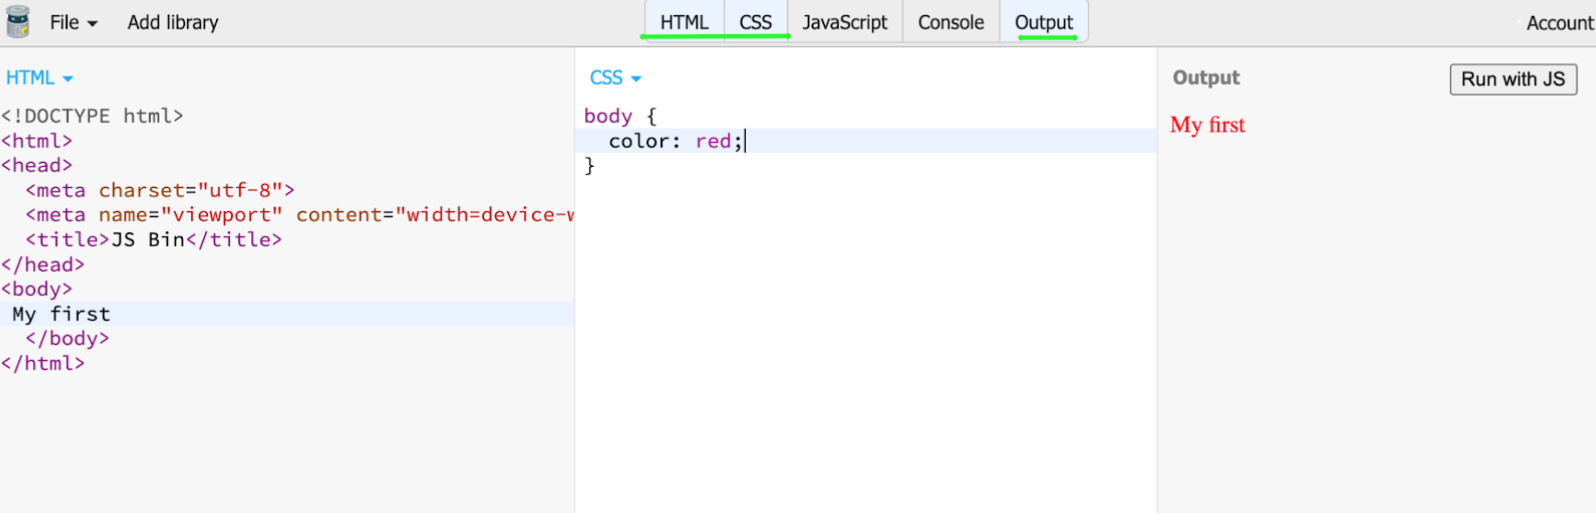 File Add library HTML CSS JavaScript Console Output Account
HTML
<!DOCTYPE html>
<html>
<head>
  <meta charset="utf-8">
  <meta name="viewport" content="width=device-w
  <title>JS Bin</title>
</head>
<body>
 My first
  </body>
</html>
CSS
body {
  color: red;
}
Output Run with JS
My first